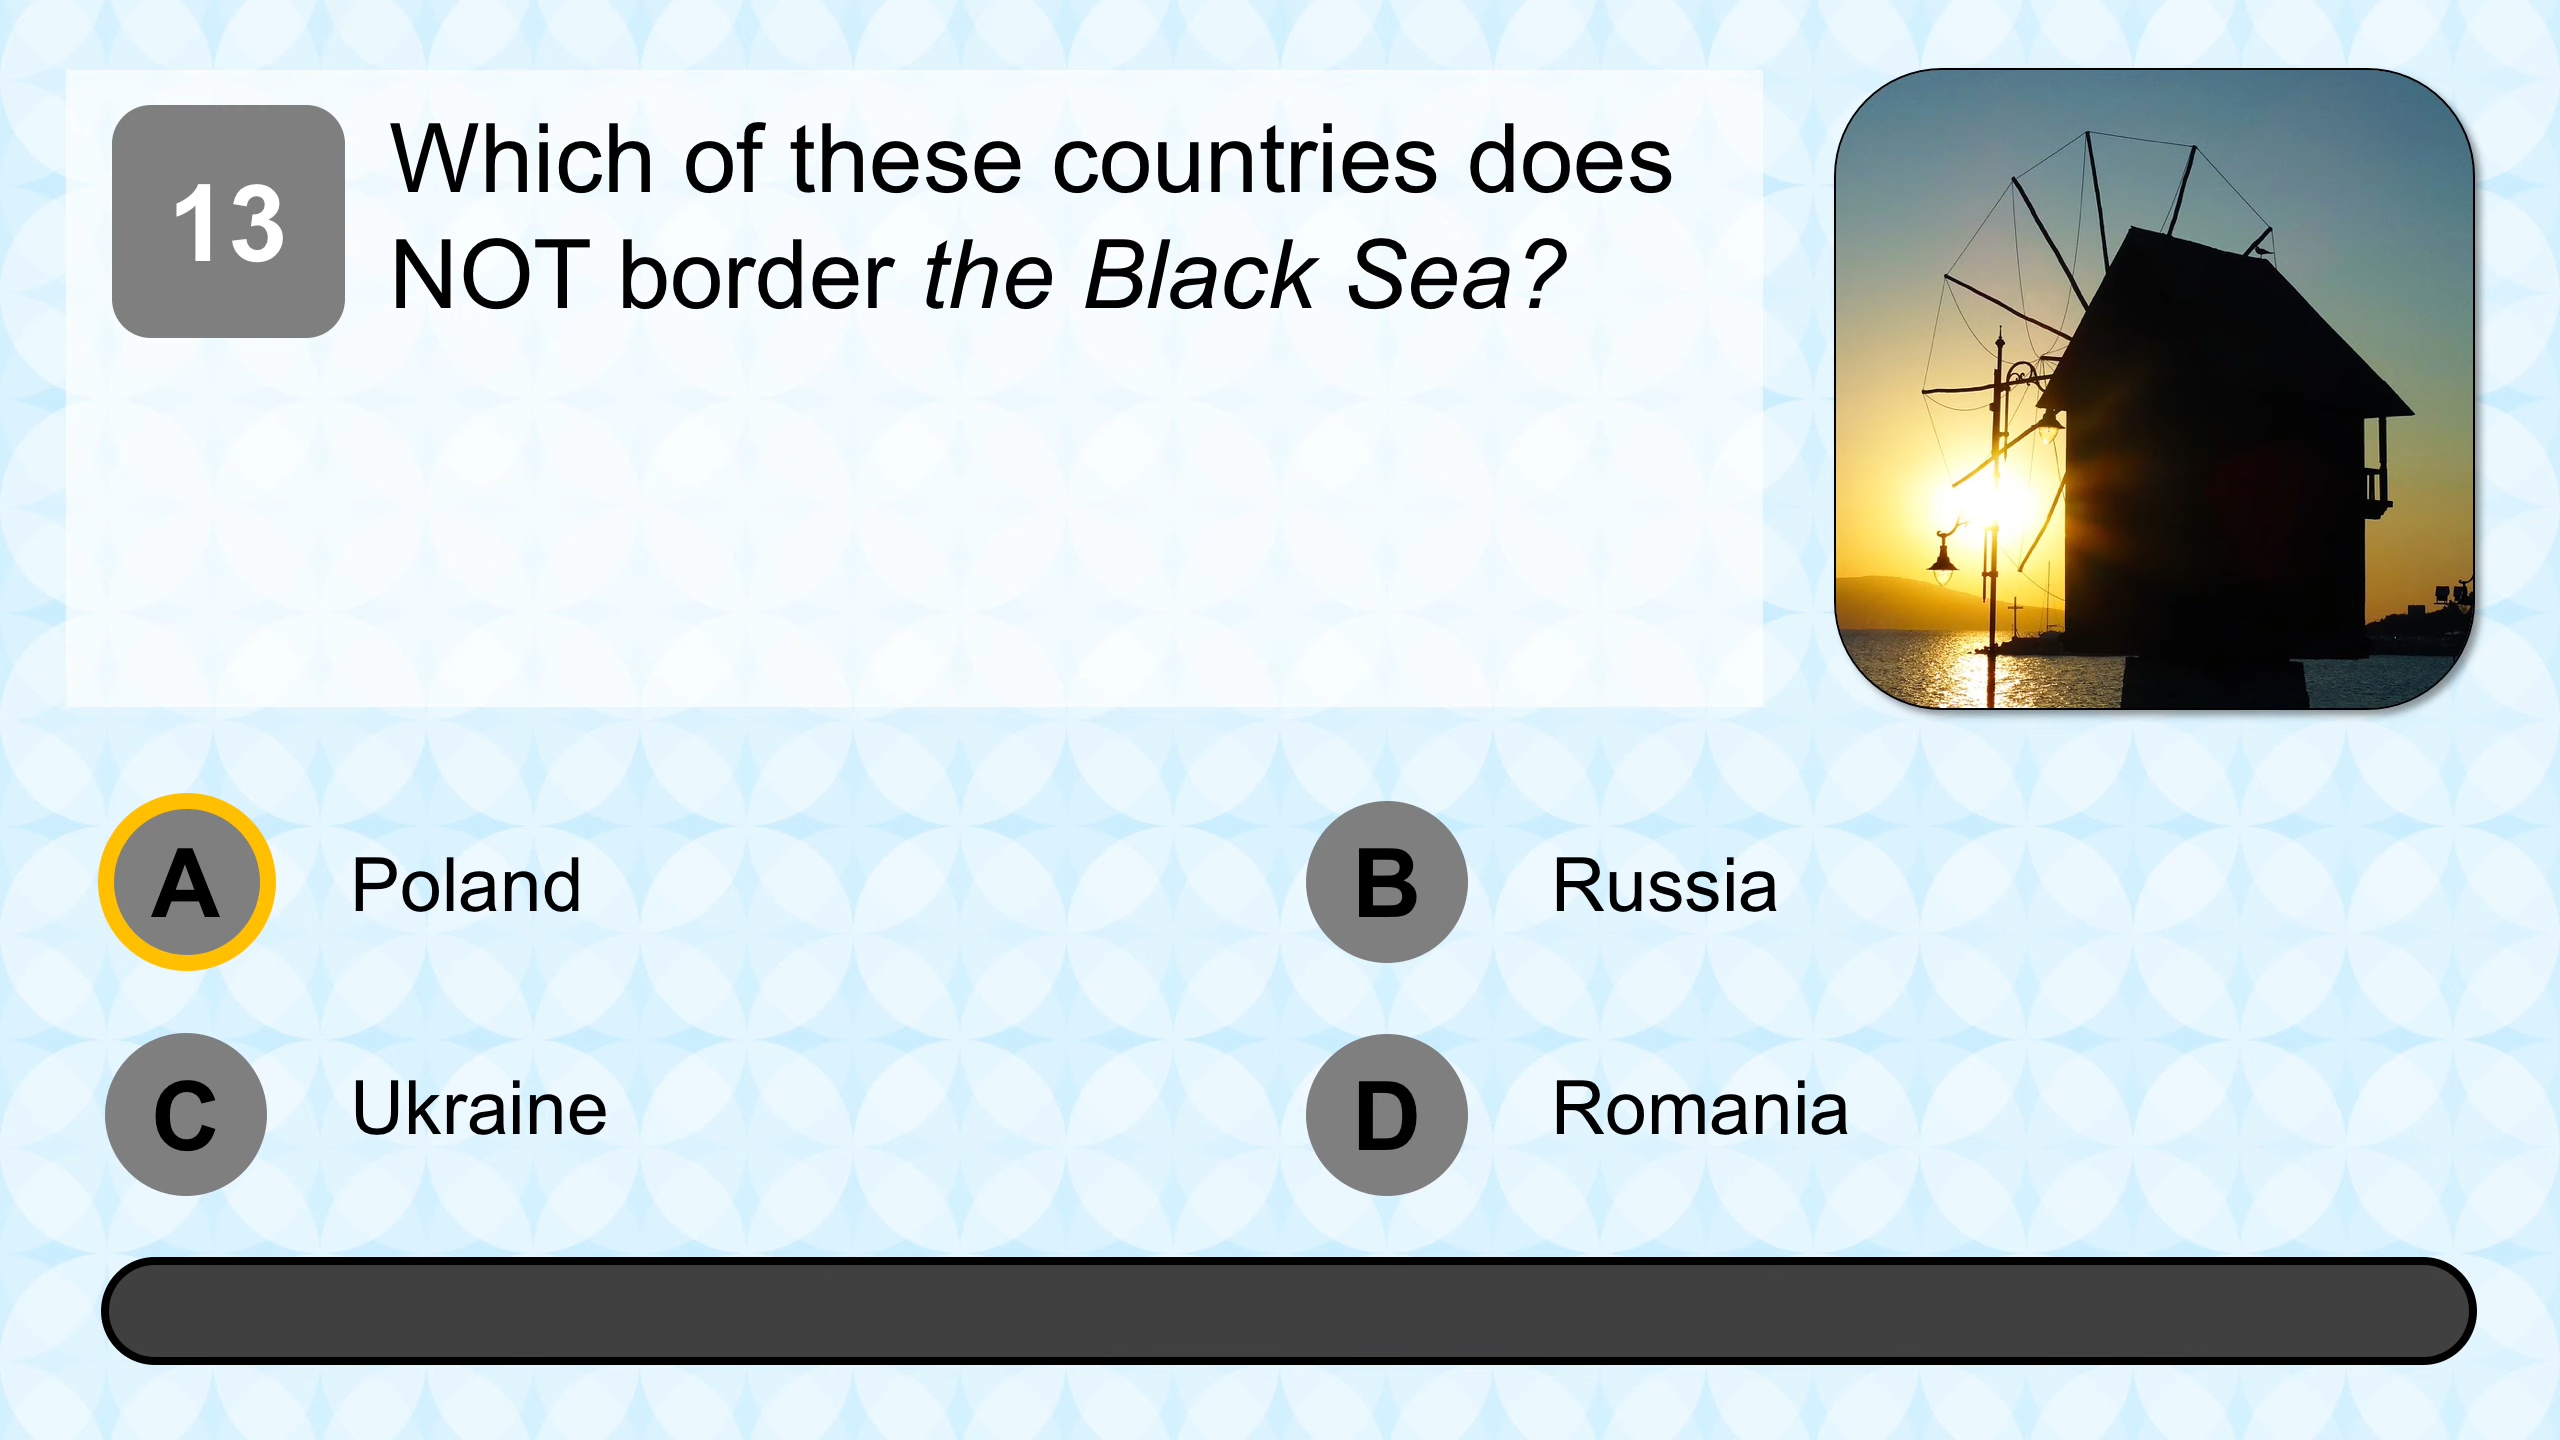 13
Which of these countries does
NOT border the Black Sea?
A Poland
B Russia
C Ukraine
D Romania